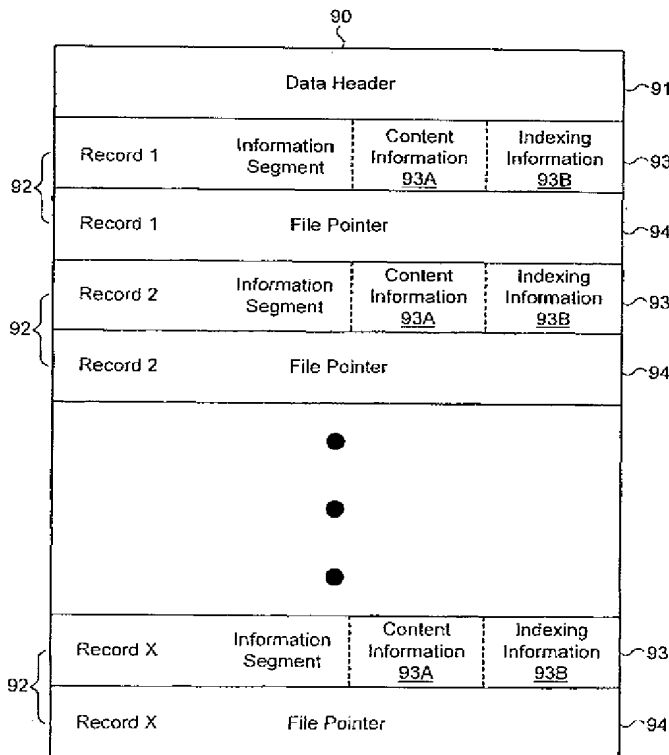 90
Data Header
91
Record 1 Information Segment Content Information 93A Indexing Information 93B
93
92
Record 1 File Pointer
94
Record 2 Information Segment Content Information 93A Indexing Information 93B
93
92
Record 2 File Pointer
94
Record X Information Segment Content Information 93A Indexing Information 93B
93
92
Record X File Pointer
94